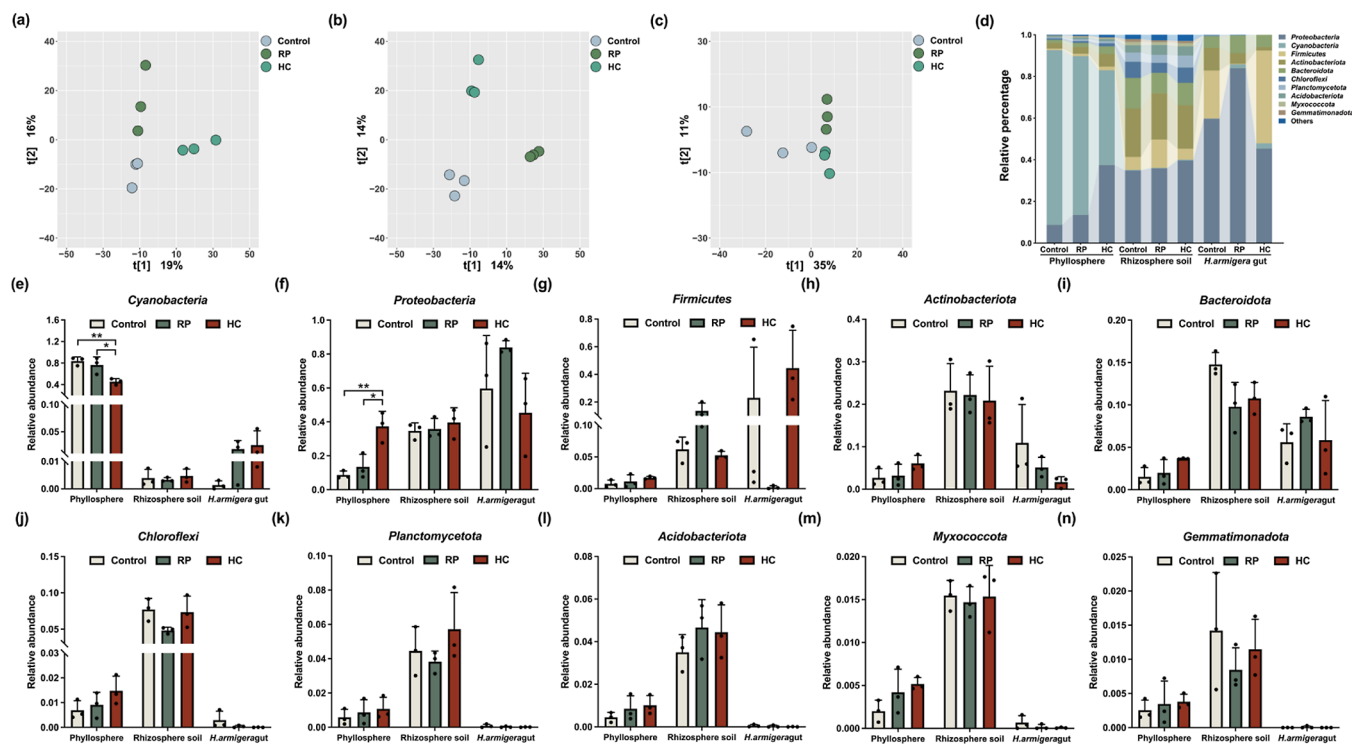 (a)
40
20
0
−20
−40
−50
−30
−10
10
30
50
t[2] 16%
t[1] 19%
Control
RP
HC
(b)
40
20
0
−20
−40
−50
−30
−10
10
30
50
t[2] 14%
t[1] 14%
Control
RP
HC
(c)
30
10
−10
−30
−40
−20
0
20
40
t[2] 11%
t[1] 35%
Control
RP
HC
(d)
Relative percentage
1.0
0.8
0.6
0.4
0.2
0.0
Control RP HC Control RP HC Control RP HC
Phyllosphere Rhizosphere soil H.armigera gut
Proteobacteria
Cyanobacteria
Firmicutes
Actinobacteriota
Bacteroidota
Chloroflexi
Planctomycetota
Acidobacteriota
Myxococcota
Gemmatimonadota
Others
(e)
Cyanobacteria
Control RP HC
Relative abundance
1.6
1.2
0.8
0.4
0.10
0.05
0.01
0.00
**
*
Phyllosphere Rhizosphere soil H.armigera gut
(f)
Proteobacteria
Control RP HC
Relative abundance
1.0
0.8
0.6
0.4
0.2
0.0
**
*
Phyllosphere Rhizosphere soil H.armigeragut
(g)
Firmicutes
Control RP HC
Relative abundance
0.8
0.6
0.4
0.2
0.10
0.05
0.00
Phyllosphere Rhizosphere soil H.armigeragut
(h)
Actinobacteriota
Control RP HC
Relative abundance
0.4
0.3
0.2
0.1
0.0
Phyllosphere Rhizosphere soil H.armigeragut
(i)
Bacteroidota
Control RP HC
Relative abundance
0.20
0.15
0.10
0.05
0.00
Phyllosphere Rhizosphere soil H.armigeragut
(j)
Chloroflexi
Control RP HC
Relative abundance
0.15
0.10
0.05
0.03
0.02
0.01
0.00
Phyllosphere Rhizosphere soil H.armigeragut
(k)
Planctomycetota
Control RP HC
Relative abundance
0.10
0.08
0.06
0.04
0.02
0.00
Phyllosphere Rhizosphere soil H.armigeragut
(l)
Acidobacteriota
Control RP HC
Relative abundance
0.08
0.06
0.04
0.02
0.00
Phyllosphere Rhizosphere soil H.armigeragut
(m)
Myxococcota
Control RP HC
Relative abundance
0.020
0.015
0.010
0.005
0.000
Phyllosphere Rhizosphere soil H.armigeragut
(n)
Gemmatimonadota
Control RP HC
Relative abundance
0.025
0.020
0.015
0.010
0.005
0.000
Phyllosphere Rhizosphere soil H.armigeragut